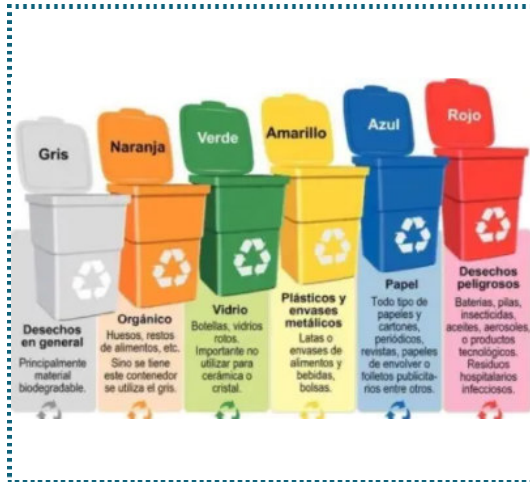 Gris
Naranja
Verde
Amarillo
Azul
Rojo
Desechos
en general
Principalmente
material
biodegradable.
Orgánico
Huesos, restos
de alimentos, etc.
Sino se tiene
este contenedor
se utiliza el gris.
Vidrio
Botellas, vidrios
rotos.
Importante no
utilizar para
cerámica o
cristal.
Plásticos y
envases
metálicos
Latas o
envases de
alimentos y
bebidas,
bolsas.
Papel
Todo tipo de
papeles y
cartones,
periódicos,
revistas, papeles
de envolver o
folletos publicita-
rios entre otros.
Desechos
peligrosos
Baterias, pilas,
insecticidas,
aceites, aerosoles,
o productos
tecnológicos.
Residuos
hospitalarios
infecciosos.